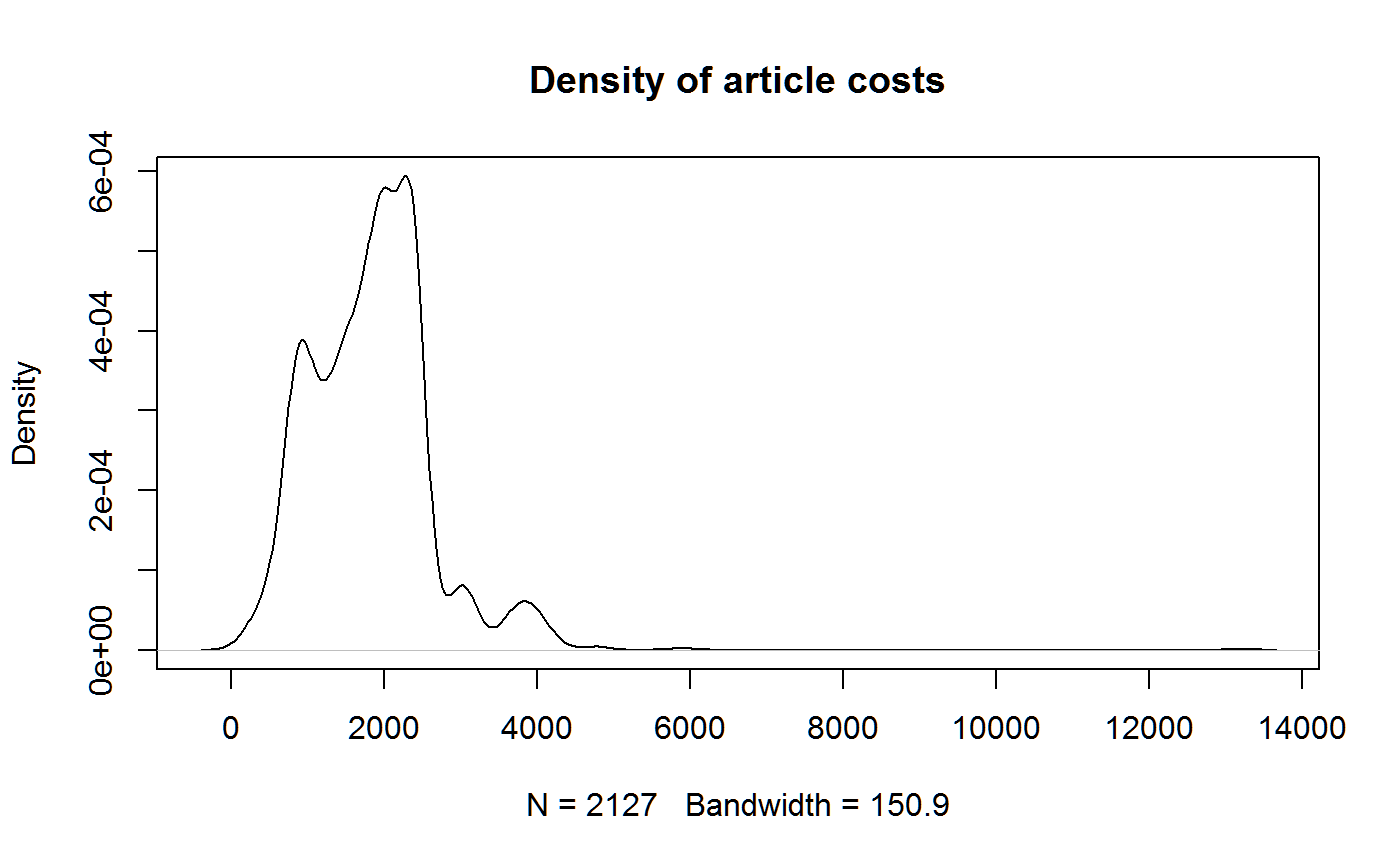 Density of article costs
Density
6e-04
4e-04
2e-04
0e+00
0 2000 4000 6000 8000 10000 12000 14000
N = 2127 Bandwidth = 150.9